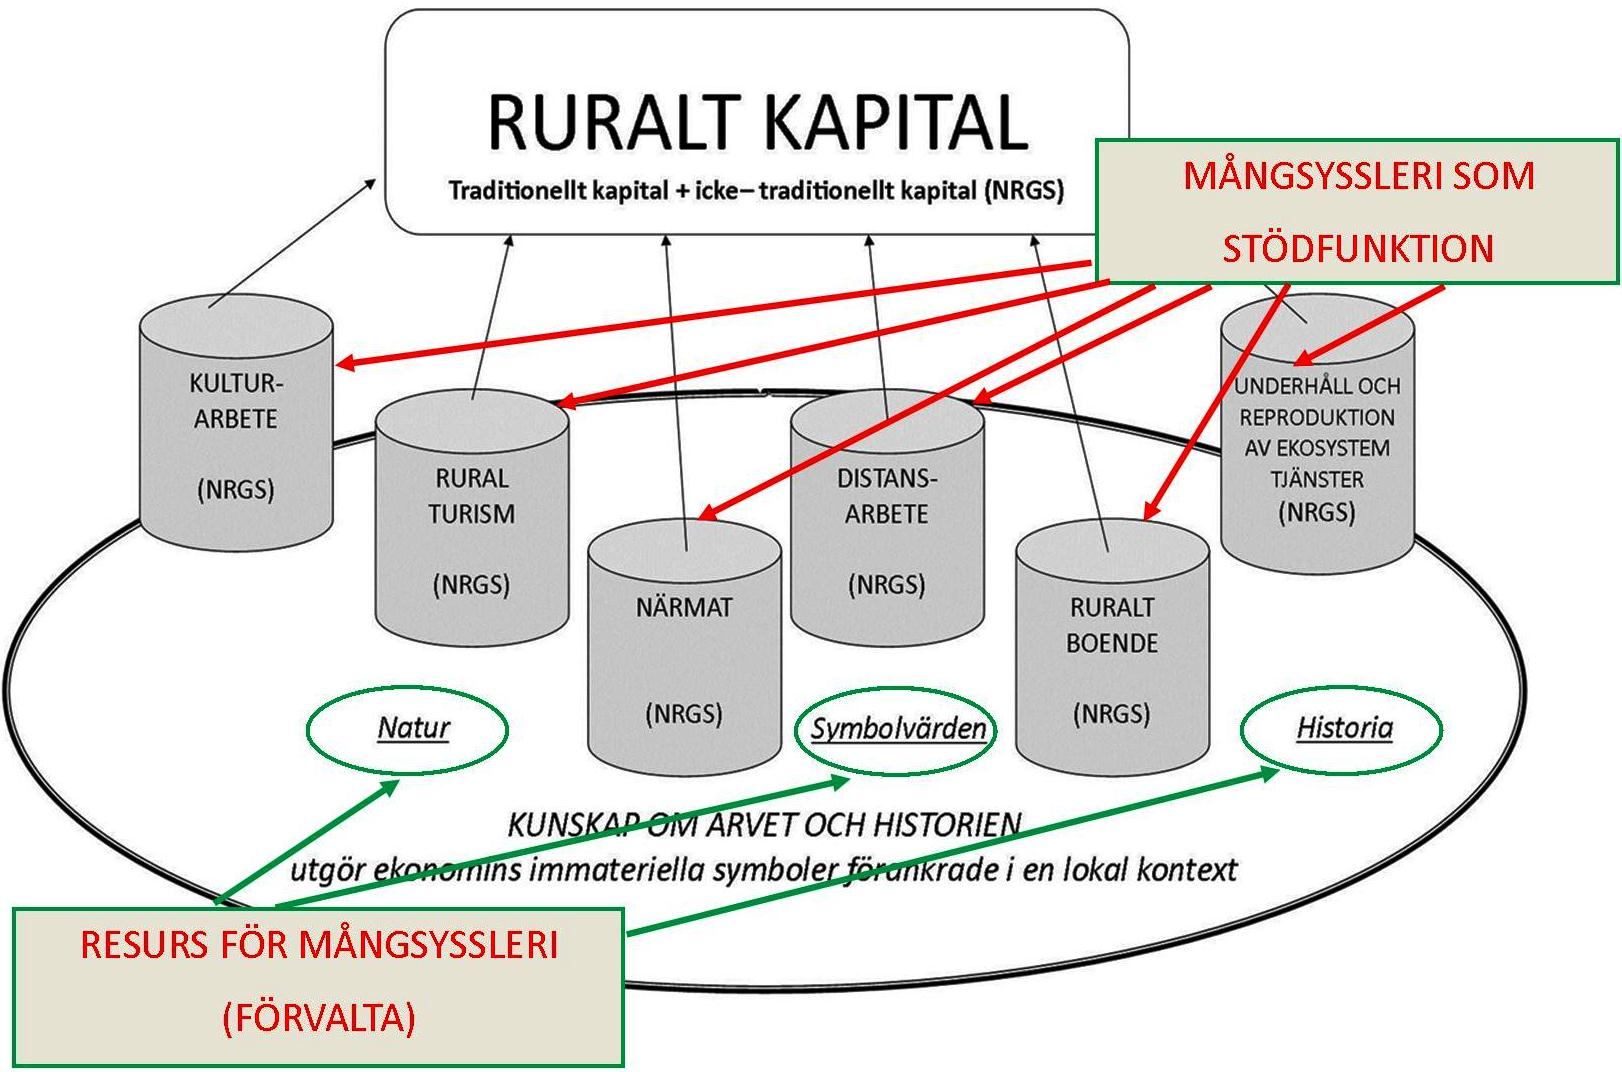 RURALT KAPITAL
Traditionellt kapital + icke– traditionellt kapital (NRGS)
MÅNGSYSSLERI SOM
STÖDFUNKTION
KULTUR-
ARBETE
(NRGS)
RURAL
TURISM
(NRGS)
NÄRMAT
(NRGS)
DISTANS-
ARBETE
(NRGS)
RURALT
BOENDE
(NRGS)
UNDERHÅLL OCH
REPRODUKTION
AV EKOSYSTEM
TJÄNSTER
(NRGS)
Natur
Symbolvärden
Historia
KUNSKAP OM ARVET OCH HISTORIEN
utgör ekonomins immateriella symboler förankrade i en lokal kontext
RESURS FÖR MÅNGSYSSLERI
(FÖRVALTA)